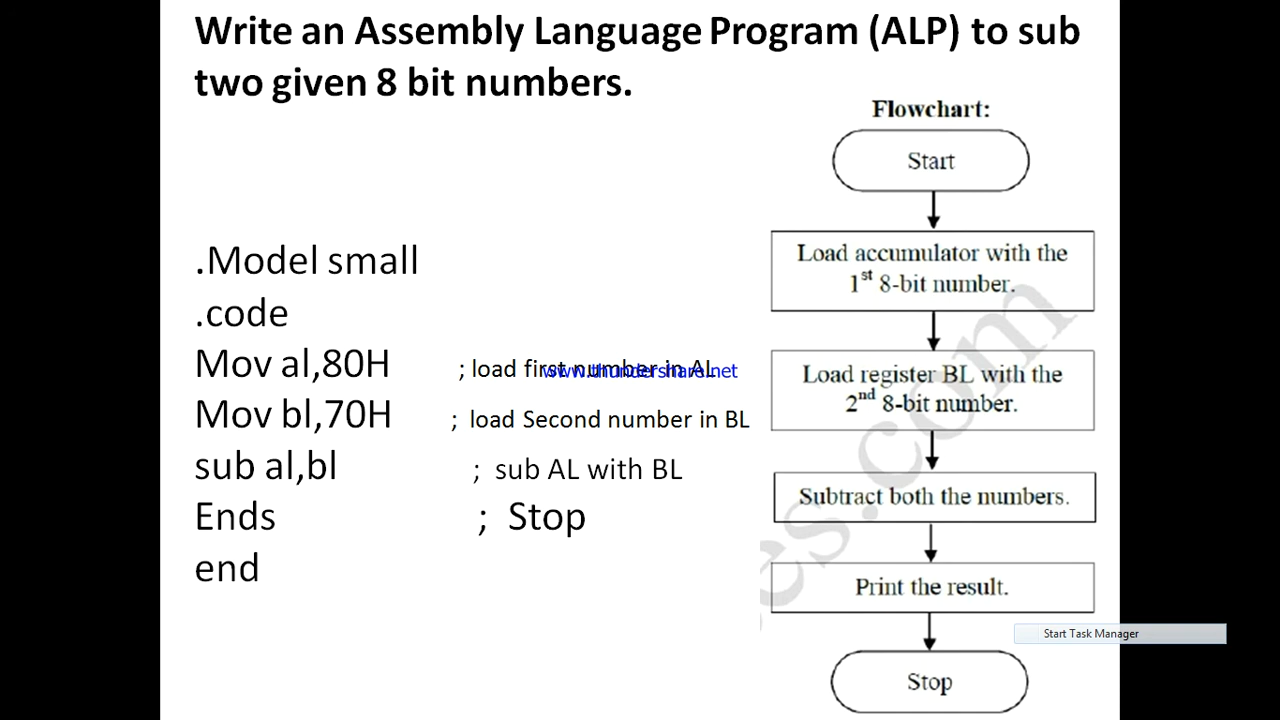 Write an Assembly Language Program (ALP) to sub
two given 8 bit numbers.
.Model small
.code
Mov al,80H ; load first number in AL
www.thundershare.net
Mov bl,70H ; load Second number in BL
sub al,bl ; sub AL with BL
Ends ; Stop
end
Flowchart:
Start
Load accumulator with the
1st 8-bit number.
Load register BL with the
2nd 8-bit number.
Subtract both the numbers.
Print the result.
Start Task Manager
Stop
es.com